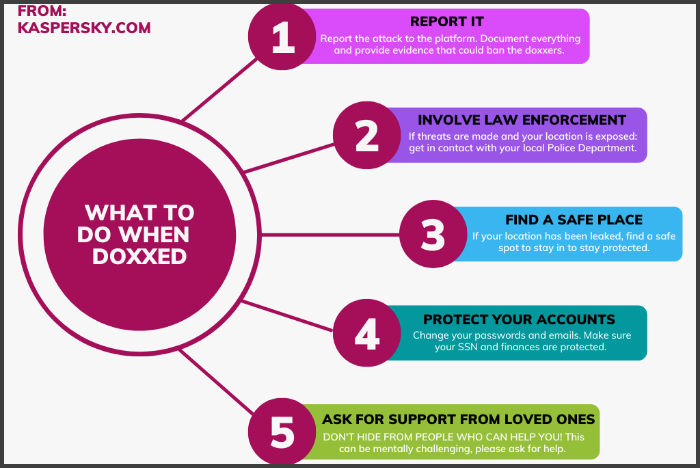 FROM:
KASPERSKY.COM
WHAT TO
DO WHEN
DOXXED
1
REPORT IT
Report the attack to the platform. Document everything
and provide evidence that could ban the doxxers.
2
INVOLVE LAW ENFORCEMENT
If threats are made and your location is exposed:
get in contact with your local Police Department.
3
FIND A SAFE PLACE
If your location has been leaked, find a safe
spot to stay in to stay protected.
4
PROTECT YOUR ACCOUNTS
Change your passwords and emails. Make sure
your SSN and finances are protected.
5
ASK FOR SUPPORT FROM LOVED ONES
DON'T HIDE FROM PEOPLE WHO CAN HELP YOU! This
can be mentally challenging, please ask for help.